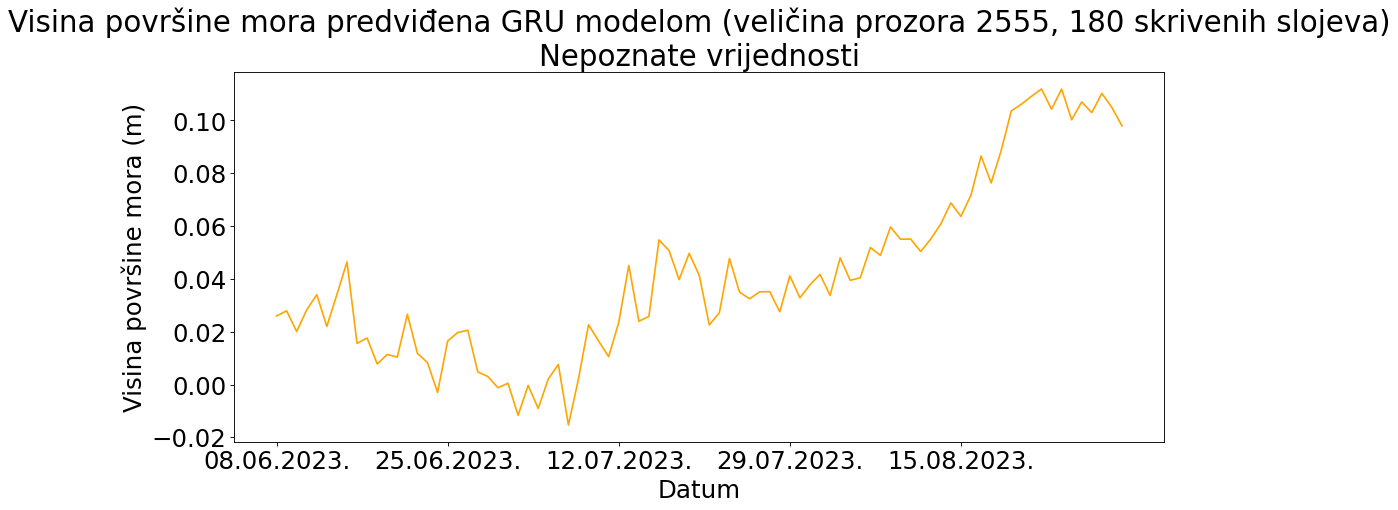 Visina površine mora predviđena GRU modelom (veličina prozora 2555, 180 skrivenih slojeva)
Nepoznate vrijednosti
Visina površine mora (m)
0.10
0.08
0.06
0.04
0.02
0.00
−0.02
08.06.2023. 25.06.2023. 12.07.2023. 29.07.2023. 15.08.2023.
Datum